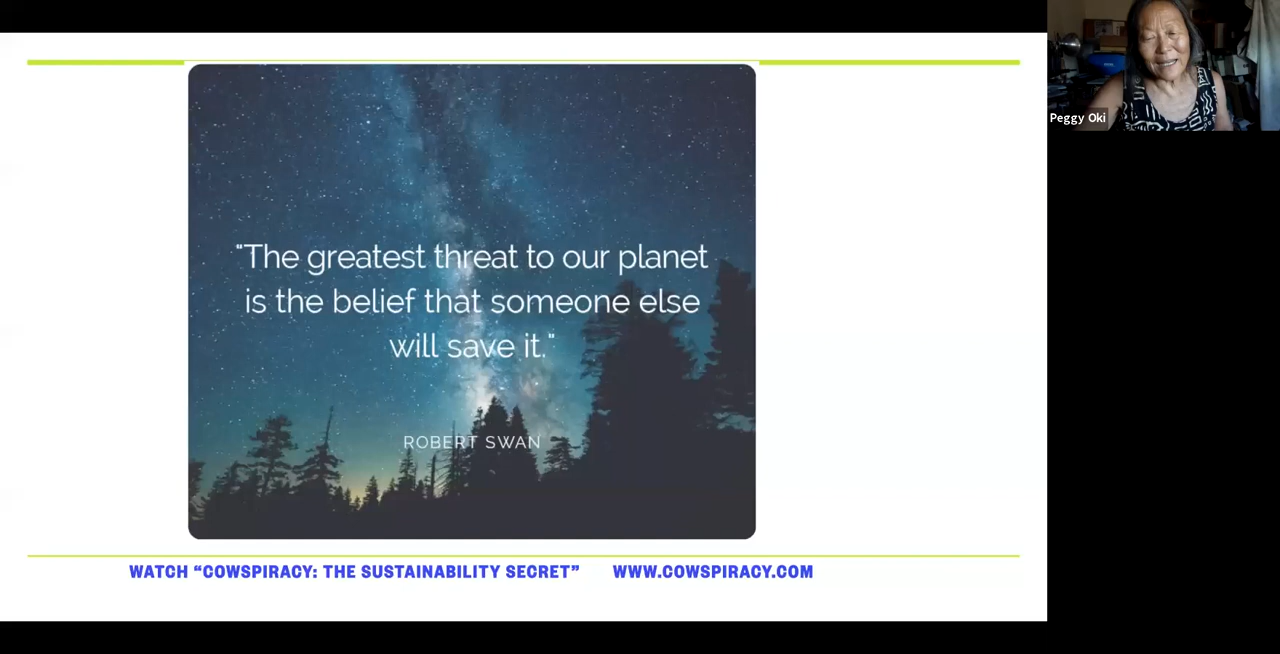 "The greatest threat to our planet
is the belief that someone else
will save it."
ROBERT SWAN
WATCH “COWSPIRACY: THE SUSTAINABILITY SECRET” WWW.COWSPIRACY.COM
Peggy Oki